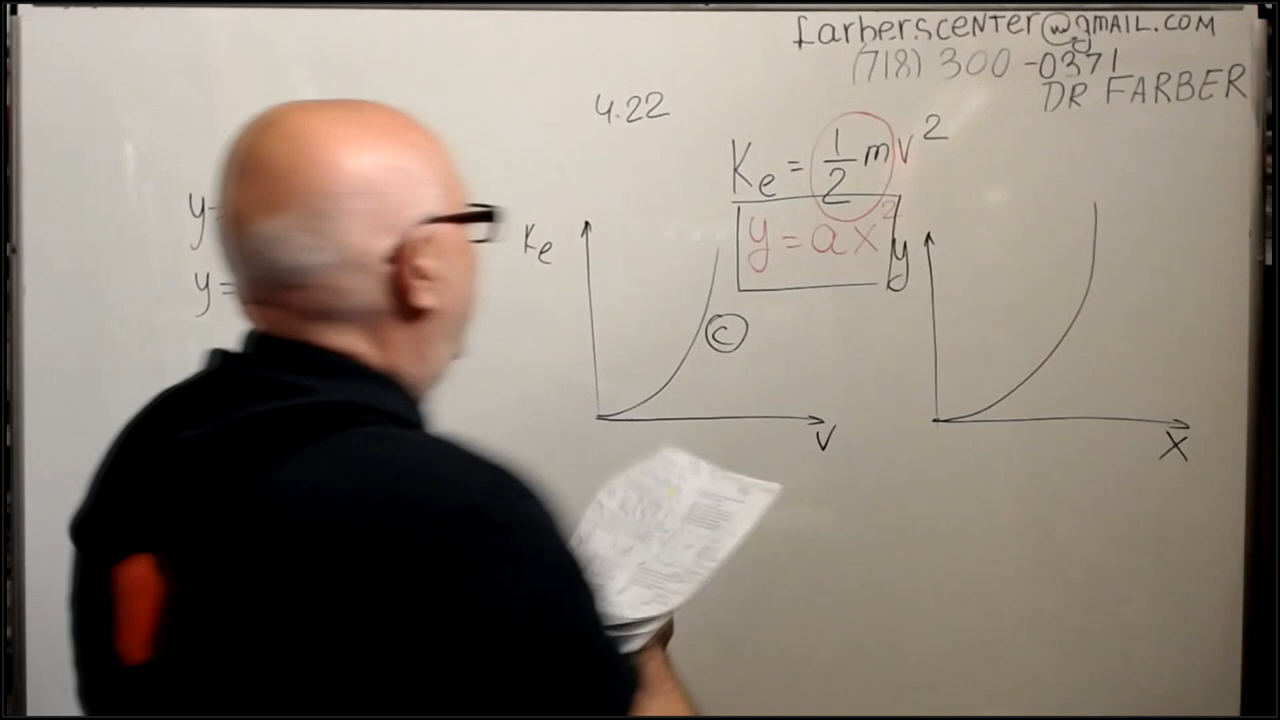 farberscenter@gmail.com
(718) 300-0371
DR FARBER
4.22
Ke = 1/2 mv²
y = ax²
y
y=
Ke
C
V
y
X